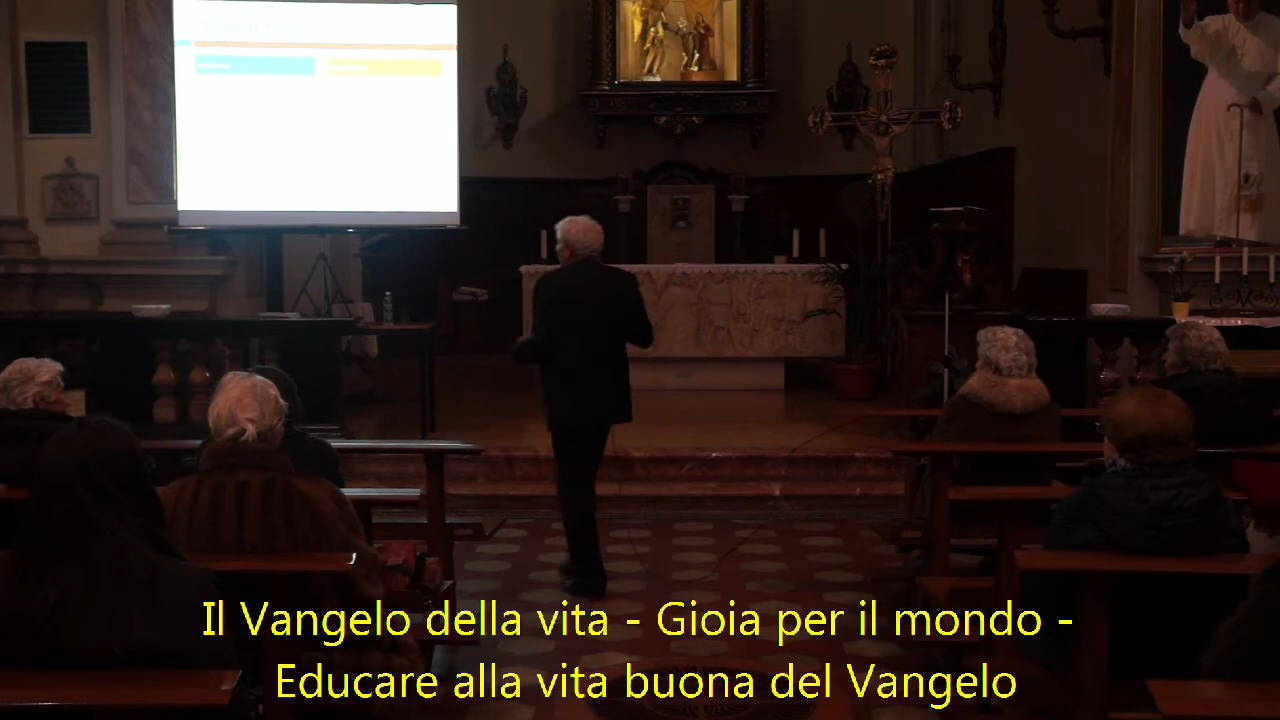 Il Vangelo della vita - Gioia per il mondo -
Educare alla vita buona del Vangelo